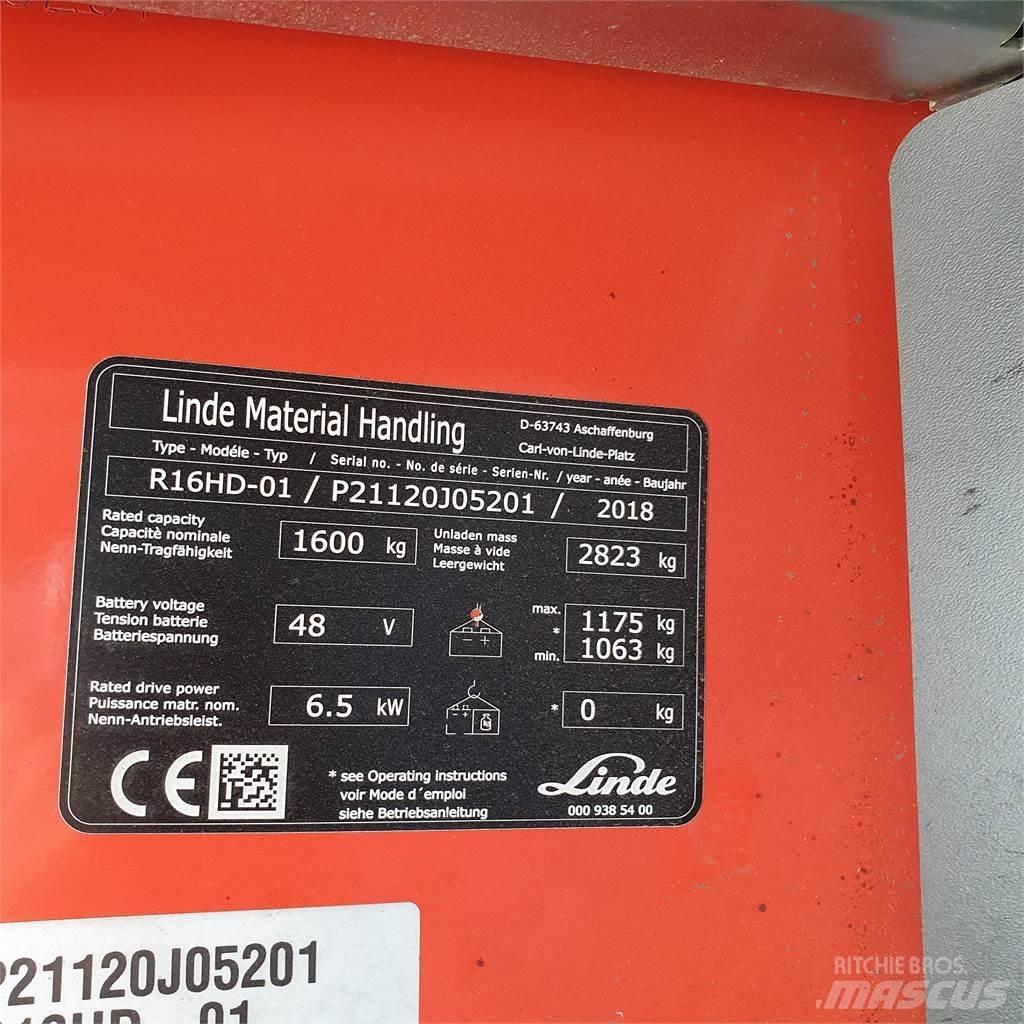 Linde Material Handling
D-63743 Aschaffenburg
Carl-von-Linde-Platz
Type - Modéle - Typ / Serial no. - No. de série - Serien-Nr. / year - anée - Baujahr
R16HD-01 / P21120J05201 / 2018
Rated capacity
Capacitè nominale
Nenn-Tragfähigkeit
1600 kg
Unladen mass
Masse à vide
Leergewicht
2823 kg
Battery voltage
Tension batterie
Batteriespannung
48 V
max. 1175 kg
*
min. 1063 kg
Rated drive power
Puissance matr. nom.
Nenn-Antriebsleist.
6.5 kW
* 0 kg
CE
* see Operating instructions
voir Mode d´emploi
siehe Betriebsanleitung
Linde
000 938 54 00
P21120J05201
01
RITCHIE BROS.
MASCUS